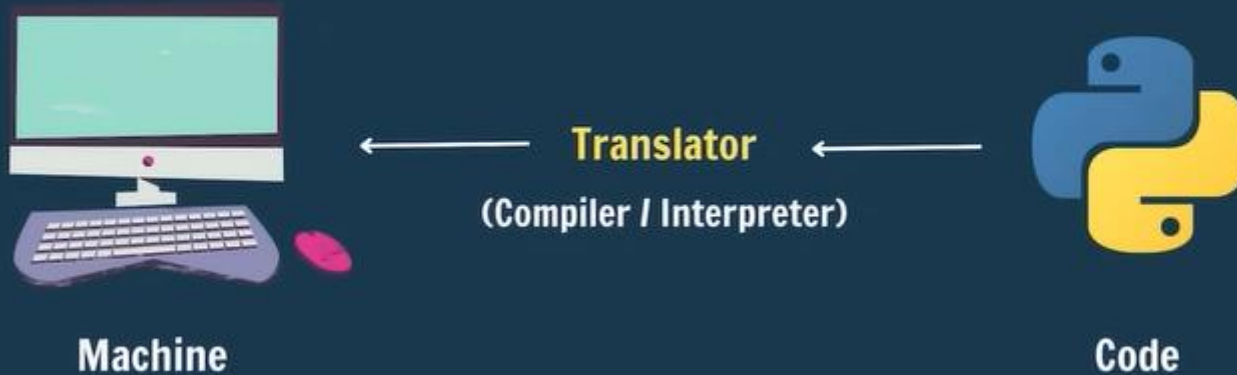 Translator
(Compiler / Interpreter)
Machine
Code